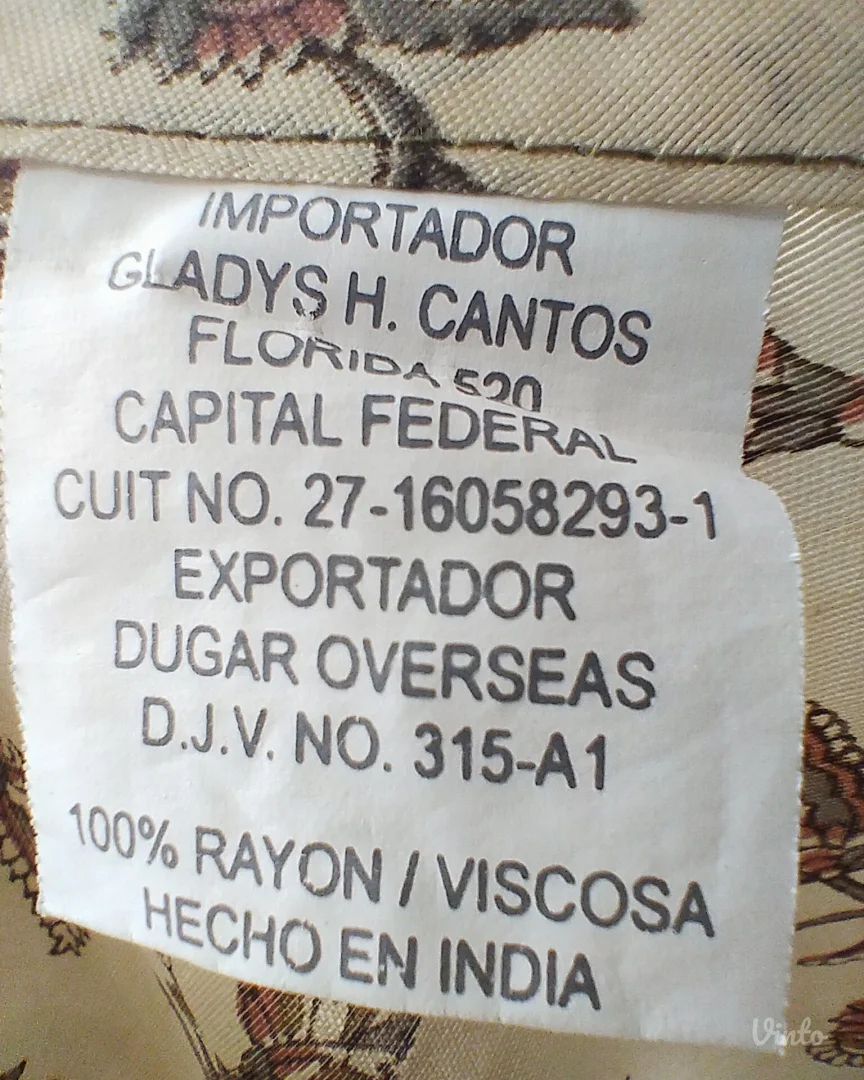 IMPORTADOR
GLADYS H. CANTOS
FLORIDA 520
CAPITAL FEDERAL
CUIT NO. 27-16058293-1
EXPORTADOR
DUGAR OVERSEAS
D.J.V. NO. 315-A1
100% RAYON / VISCOSA
HECHO EN INDIA
Vinto